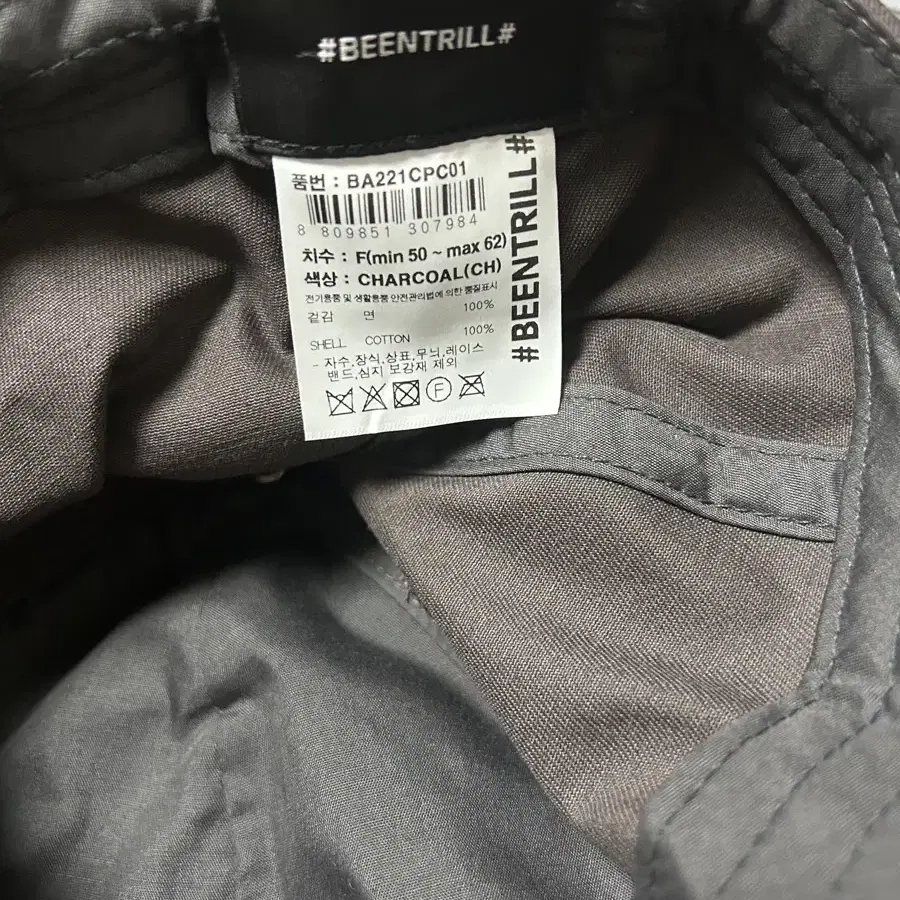 #BEENTRILL#
품번 : BA221CPC01
8 809851 307984
치수 : F(min 50 ~ max 62)
색상 : CHARCOAL(CH)
전기용품 및 생활용품 안전관리법에 의한 품질표시
겉감 면 100%
SHELL COTTON 100%
- 자수,장식,상표,무늬,레이스
밴드,심지 보강재 제외
F
#BEENTRILL#